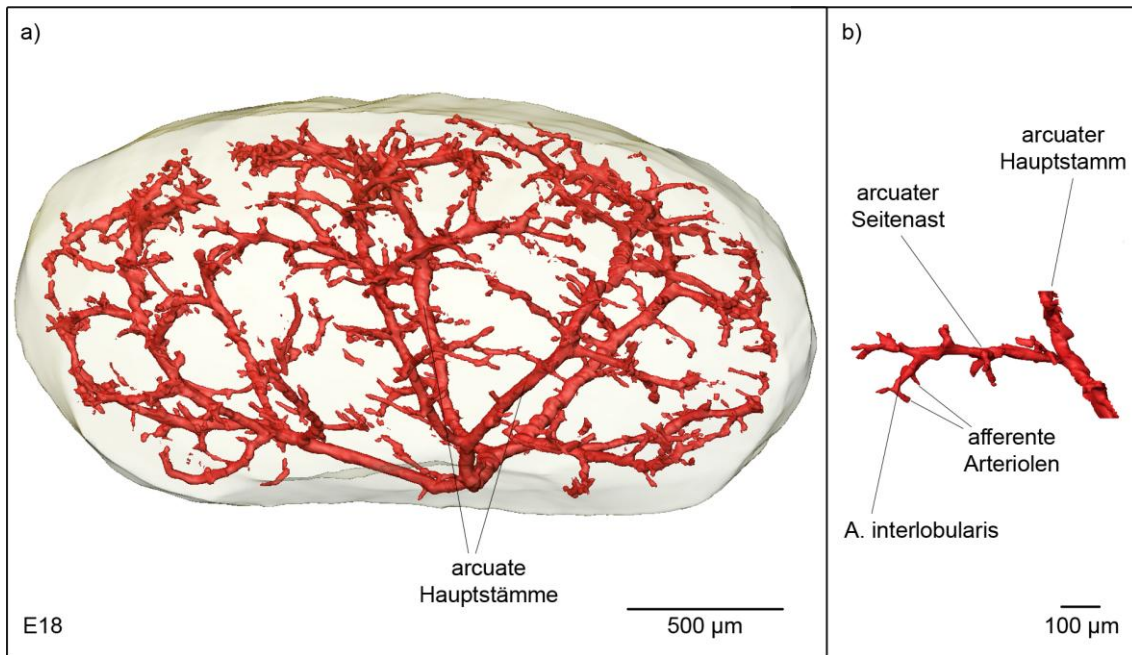 a)
arcuate
Hauptstämme
E18
500 µm
b)
arcuater
Hauptstamm
arcuater
Seitenast
afferente
Arteriolen
A. interlobularis
100 µm